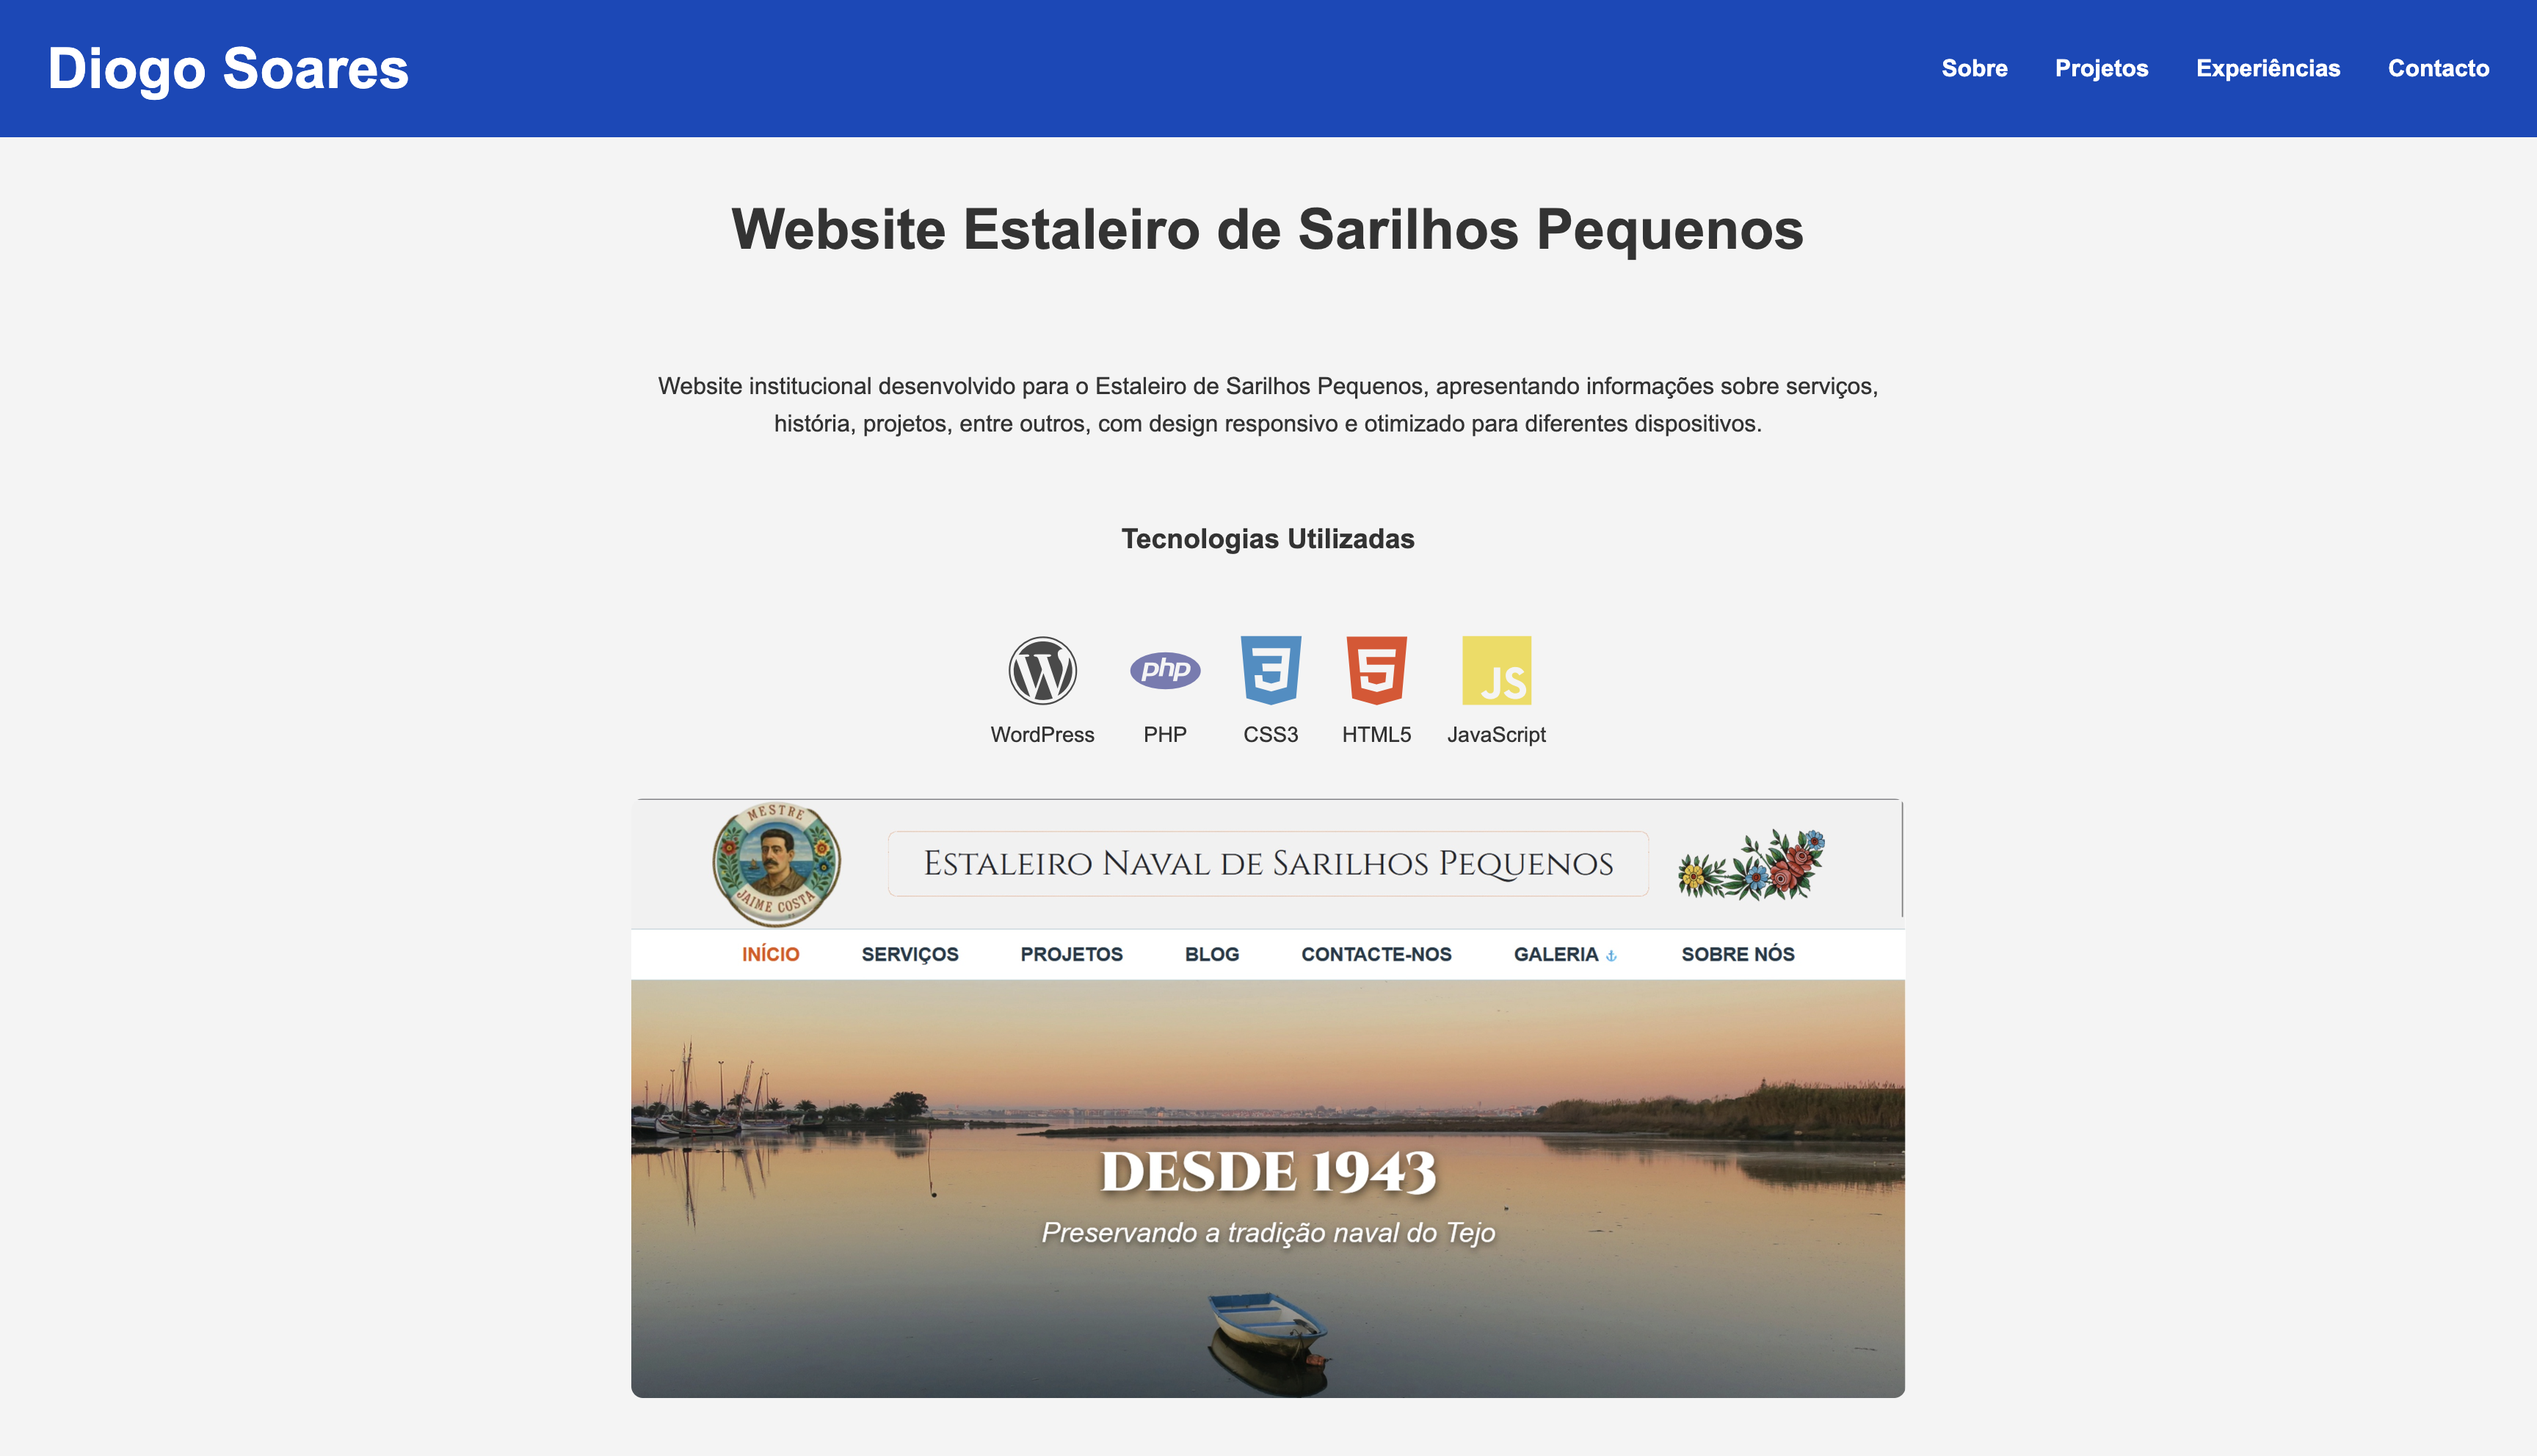 Diogo Soares
Sobre Projetos Experiências Contacto
Website Estaleiro de Sarilhos Pequenos
Website institucional desenvolvido para o Estaleiro de Sarilhos Pequenos, apresentando informações sobre serviços,
história, projetos, entre outros, com design responsivo e otimizado para diferentes dispositivos.
Tecnologias Utilizadas
W php 3 5 JS
WordPress PHP CSS3 HTML5 JavaScript
MESTRE
JAIME COSTA
ESTALEIRO NAVAL DE SARILHOS PEQUENOS
INÍCIO SERVIÇOS PROJETOS BLOG CONTACTE-NOS GALERIA SOBRE NÓS
DESDE 1943
Preservando a tradição naval do Tejo